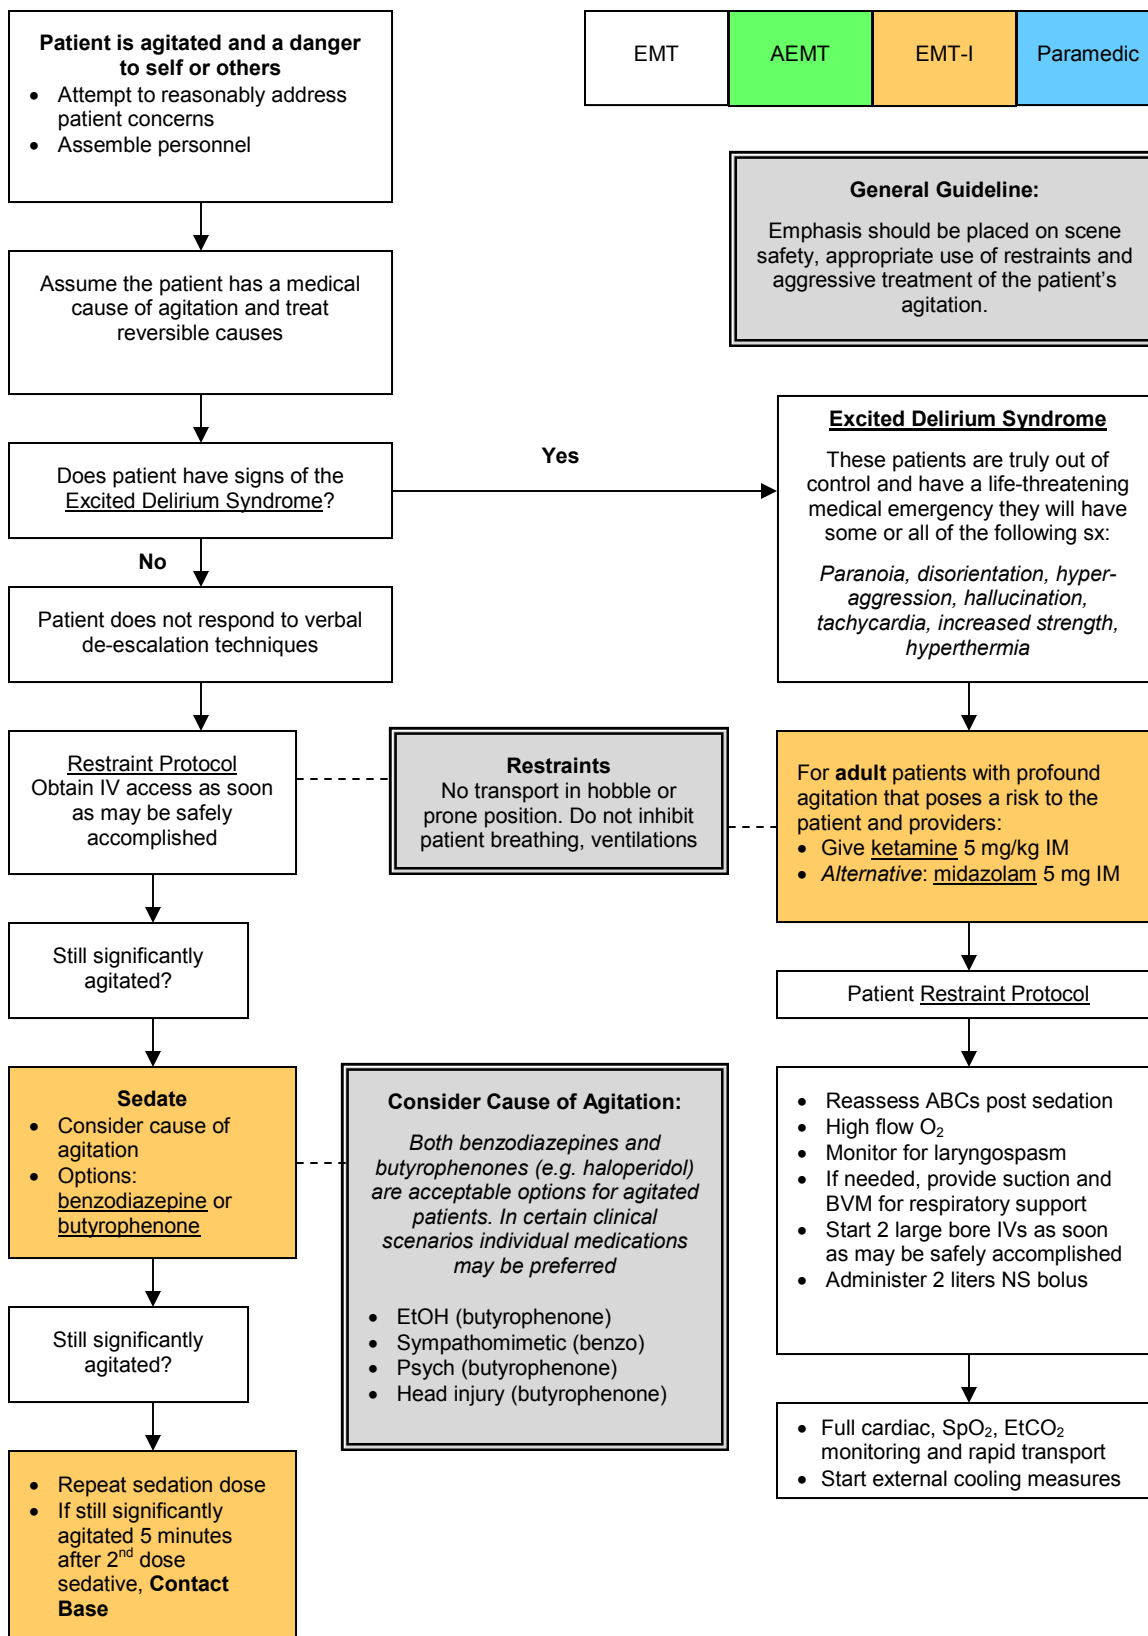 Patient is agitated and a danger
to self or others
• Attempt to reasonably address
patient concerns
• Assemble personnel
EMT
AEMT
EMT-I
Paramedic
General Guideline:
Emphasis should be placed on scene
safety, appropriate use of restraints and
aggressive treatment of the patient's
agitation.
Assume the patient has a medical
cause of agitation and treat
reversible causes
Does patient have signs of the
Excited Delirium Syndrome?
Yes
No
Excited Delirium Syndrome
These patients are truly out of
control and have a life-threatening
medical emergency they will have
some or all of the following sx:
Paranoia, disorientation, hyper-
aggression, hallucination,
tachycardia, increased strength,
hyperthermia
Patient does not respond to verbal
de-escalation techniques
Restraint Protocol
Obtain IV access as soon
as may be safely
accomplished
Restraints
No transport in hobble or
prone position. Do not inhibit
patient breathing, ventilations
For adult patients with profound
agitation that poses a risk to the
patient and providers:
• Give ketamine 5 mg/kg IM
• Alternative: midazolam 5 mg IM
Still significantly
agitated?
Patient Restraint Protocol
Sedate
• Consider cause of
agitation
• Options:
benzodiazepine or
butyrophenone
Consider Cause of Agitation:
Both benzodiazepines and
butyrophenones (e.g. haloperidol)
are acceptable options for agitated
patients. In certain clinical
scenarios individual medications
may be preferred
• EtOH (butyrophenone)
• Sympathomimetic (benzo)
• Psych (butyrophenone)
• Head injury (butyrophenone)
• Reassess ABCs post sedation
• High flow O₂
• Monitor for laryngospasm
• If needed, provide suction and
BVM for respiratory support
• Start 2 large bore IVs as soon
as may be safely accomplished
• Administer 2 liters NS bolus
Still significantly
agitated?
• Full cardiac, SpO₂, EtCO₂
monitoring and rapid transport
• Start external cooling measures
• Repeat sedation dose
• If still significantly
agitated 5 minutes
after 2nd dose
sedative, Contact
Base